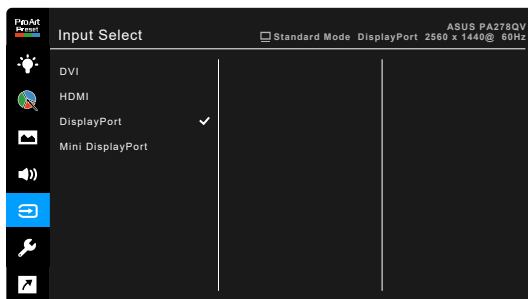 ProArt
Preset
Input Select
ASUS PA278QV
Standard Mode DisplayPort 2560 x 1440@ 60Hz
DVI
HDMI
DisplayPort
Mini DisplayPort